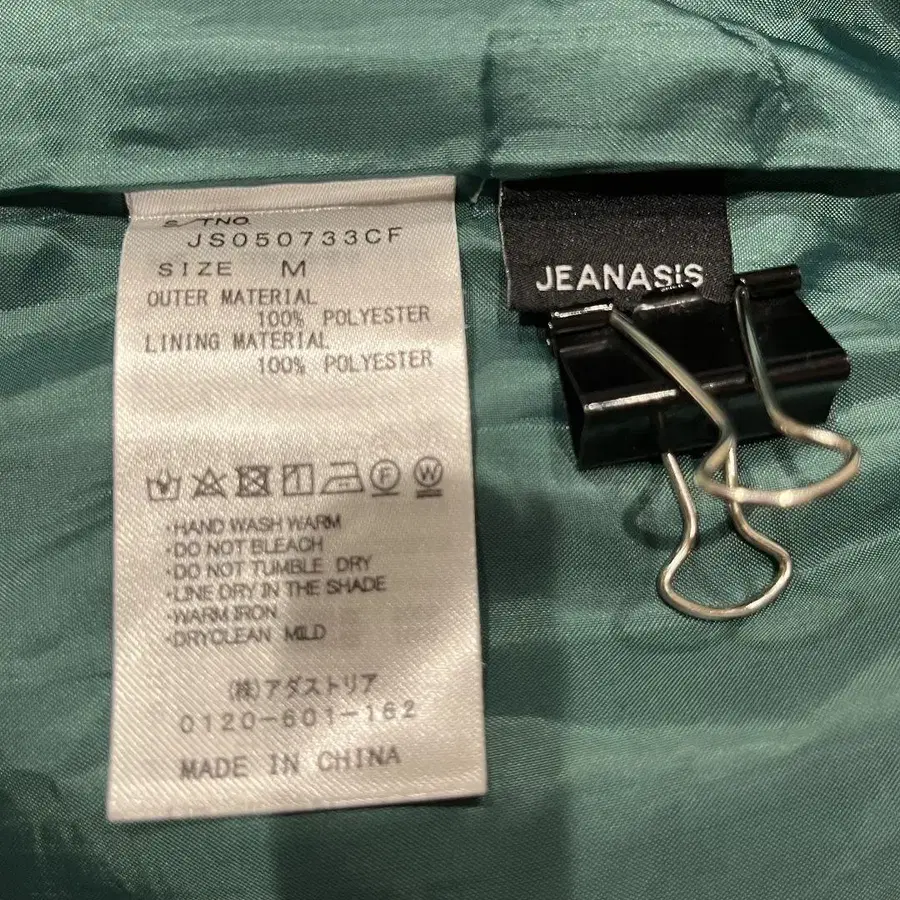 S/TNO.
JS050733CF
SIZE M
OUTER MATERIAL
100% POLYESTER
LINING MATERIAL
100% POLYESTER
F W
・HAND WASH WARM
・DO NOT BLEACH
・DO NOT TUMBLE DRY
・LINE DRY IN THE SHADE
・WARM IRON
・DRYCLEAN MILD
(株)アダストリア
0120-601-162
MADE IN CHINA
JEANASIS